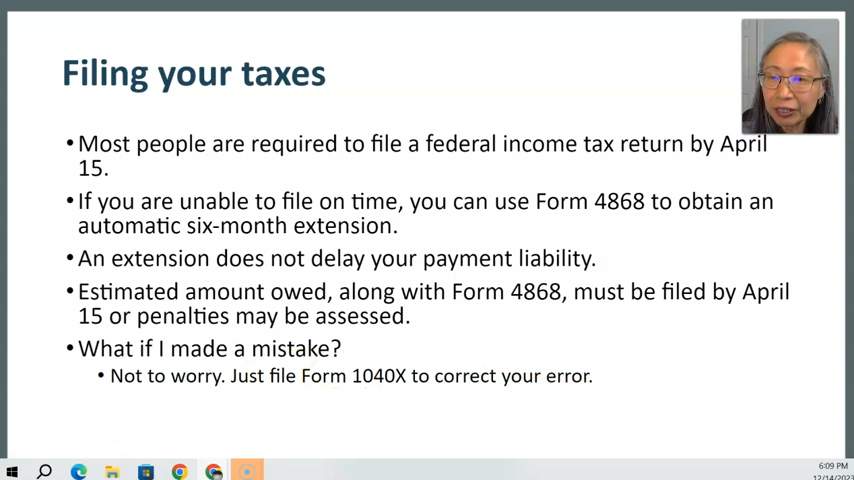 Filing your taxes
•Most people are required to file a federal income tax return by April
15.
•If you are unable to file on time, you can use Form 4868 to obtain an
automatic six-month extension.
•An extension does not delay your payment liability.
•Estimated amount owed, along with Form 4868, must be filed by April
15 or penalties may be assessed.
•What if I made a mistake?
•Not to worry. Just file Form 1040X to correct your error.
6:09 PM
12/14/2023